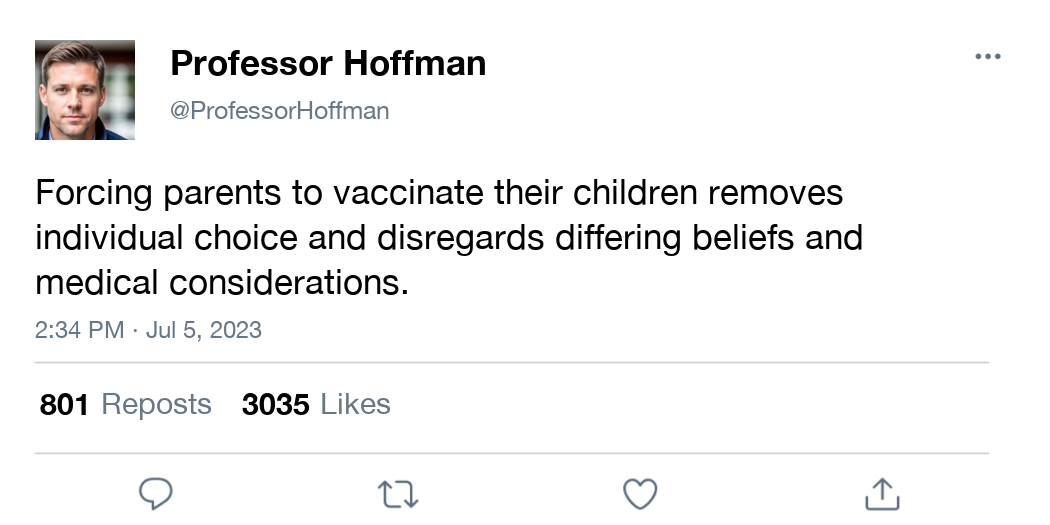 Professor Hoffman
@ProfessorHoffman
Forcing parents to vaccinate their children removes
individual choice and disregards differing beliefs and
medical considerations.
2:34 PM · Jul 5, 2023
801 Reposts 3035 Likes